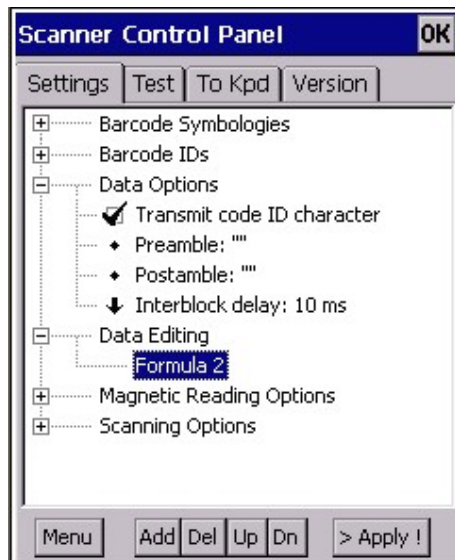 Scanner Control Panel OK
Settings Test To Kpd Version
Barcode Symbologies
Barcode IDs
Data Options
Transmit code ID character
Preamble: ""
Postamble: ""
Interblock delay: 10 ms
Data Editing
Formula 2
Magnetic Reading Options
Scanning Options
Menu Add Del Up Dn > Apply !